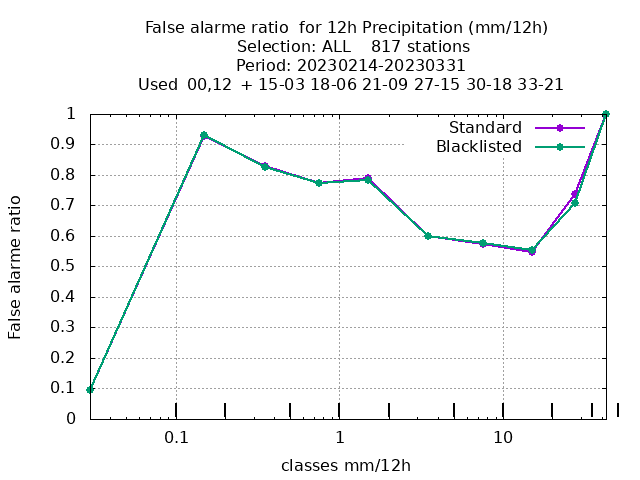 False alarme ratio  for 12h Precipitation (mm/12h)
Selection: ALL    817 stations
Period: 20230214-20230331
Used  00,12  + 15-03 18-06 21-09 27-15 30-18 33-21
Standard
Blacklisted
1
0.9
0.8
0.7
0.6
0.5
0.4
0.3
0.2
0.1
0
False alarme ratio
0.1 1 10
classes mm/12h